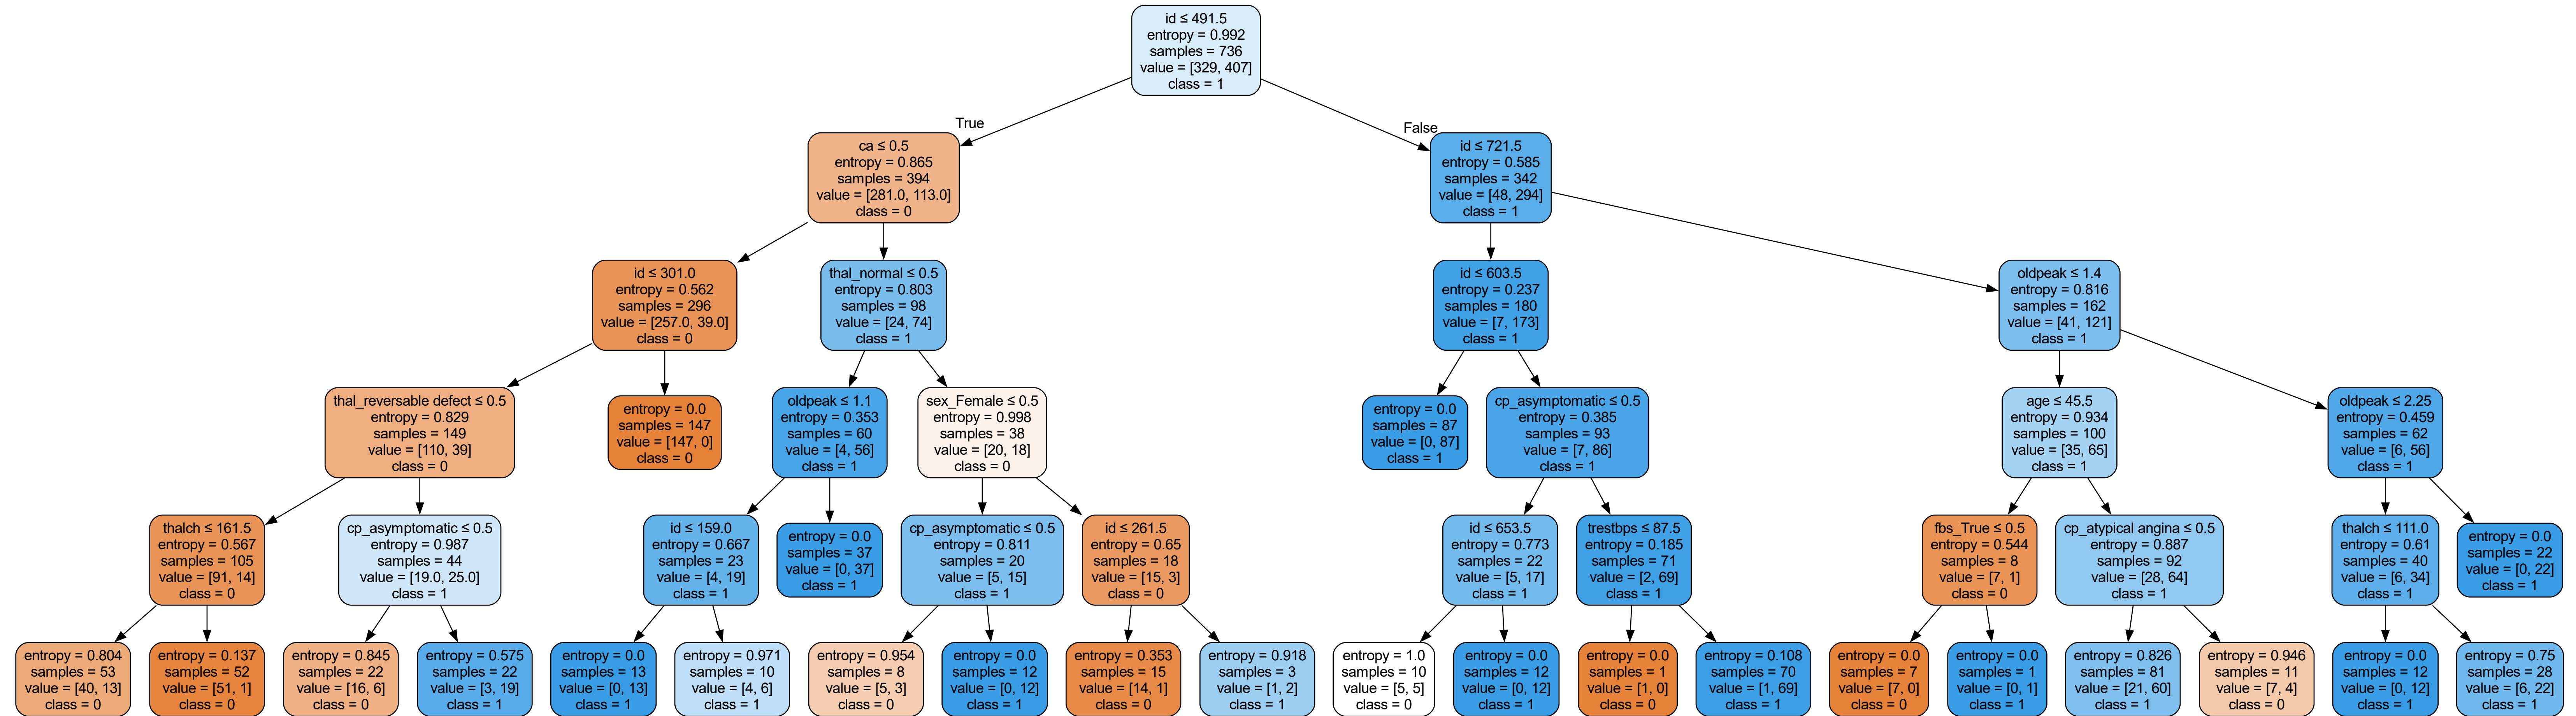 id ≤ 491.5
entropy = 0.992
samples = 736
value = [329, 407]
class = 1
True
False
ca ≤ 0.5
entropy = 0.865
samples = 394
value = [281.0, 113.0]
class = 0
id ≤ 721.5
entropy = 0.585
samples = 342
value = [48, 294]
class = 1
id ≤ 301.0
entropy = 0.562
samples = 296
value = [257.0, 39.0]
class = 0
thal_normal ≤ 0.5
entropy = 0.803
samples = 98
value = [24, 74]
class = 1
id ≤ 603.5
entropy = 0.237
samples = 180
value = [7, 173]
class = 1
oldpeak ≤ 1.4
entropy = 0.816
samples = 162
value = [41, 121]
class = 1
thal_reversable defect ≤ 0.5
entropy = 0.829
samples = 149
value = [110, 39]
class = 0
entropy = 0.0
samples = 147
value = [147, 0]
class = 0
oldpeak ≤ 1.1
entropy = 0.353
samples = 60
value = [4, 56]
class = 1
sex_Female ≤ 0.5
entropy = 0.998
samples = 38
value = [20, 18]
class = 0
entropy = 0.0
samples = 87
value = [0, 87]
class = 1
cp_asymptomatic ≤ 0.5
entropy = 0.385
samples = 93
value = [7, 86]
class = 1
age ≤ 45.5
entropy = 0.934
samples = 100
value = [35, 65]
class = 1
oldpeak ≤ 2.25
entropy = 0.459
samples = 62
value = [6, 56]
class = 1
thalch ≤ 161.5
entropy = 0.567
samples = 105
value = [91, 14]
class = 0
cp_asymptomatic ≤ 0.5
entropy = 0.987
samples = 44
value = [19.0, 25.0]
class = 1
id ≤ 159.0
entropy = 0.667
samples = 23
value = [4, 19]
class = 1
entropy = 0.0
samples = 37
value = [0, 37]
class = 1
cp_asymptomatic ≤ 0.5
entropy = 0.811
samples = 20
value = [5, 15]
class = 1
id ≤ 261.5
entropy = 0.65
samples = 18
value = [15, 3]
class = 0
id ≤ 653.5
entropy = 0.773
samples = 22
value = [5, 17]
class = 1
trestbps ≤ 87.5
entropy = 0.185
samples = 71
value = [2, 69]
class = 1
fbs_True ≤ 0.5
entropy = 0.544
samples = 8
value = [7, 1]
class = 0
cp_atypical angina ≤ 0.5
entropy = 0.887
samples = 92
value = [28, 64]
class = 1
thalch ≤ 111.0
entropy = 0.61
samples = 40
value = [6, 34]
class = 1
entropy = 0.0
samples = 22
value = [0, 22]
class = 1
entropy = 0.804
samples = 53
value = [40, 13]
class = 0
entropy = 0.137
samples = 52
value = [51, 1]
class = 0
entropy = 0.845
samples = 22
value = [16, 6]
class = 0
entropy = 0.575
samples = 22
value = [3, 19]
class = 1
entropy = 0.0
samples = 13
value = [0, 13]
class = 1
entropy = 0.971
samples = 10
value = [4, 6]
class = 1
entropy = 0.954
samples = 8
value = [5, 3]
class = 0
entropy = 0.0
samples = 12
value = [0, 12]
class = 1
entropy = 0.353
samples = 15
value = [14, 1]
class = 0
entropy = 0.918
samples = 3
value = [1, 2]
class = 1
entropy = 1.0
samples = 10
value = [5, 5]
class = 0
entropy = 0.0
samples = 12
value = [0, 12]
class = 1
entropy = 0.0
samples = 1
value = [1, 0]
class = 0
entropy = 0.108
samples = 70
value = [1, 69]
class = 1
entropy = 0.0
samples = 7
value = [7, 0]
class = 0
entropy = 0.0
samples = 1
value = [0, 1]
class = 1
entropy = 0.826
samples = 81
value = [21, 60]
class = 1
entropy = 0.946
samples = 11
value = [7, 4]
class = 0
entropy = 0.0
samples = 12
value = [0, 12]
class = 1
entropy = 0.75
samples = 28
value = [6, 22]
class = 1